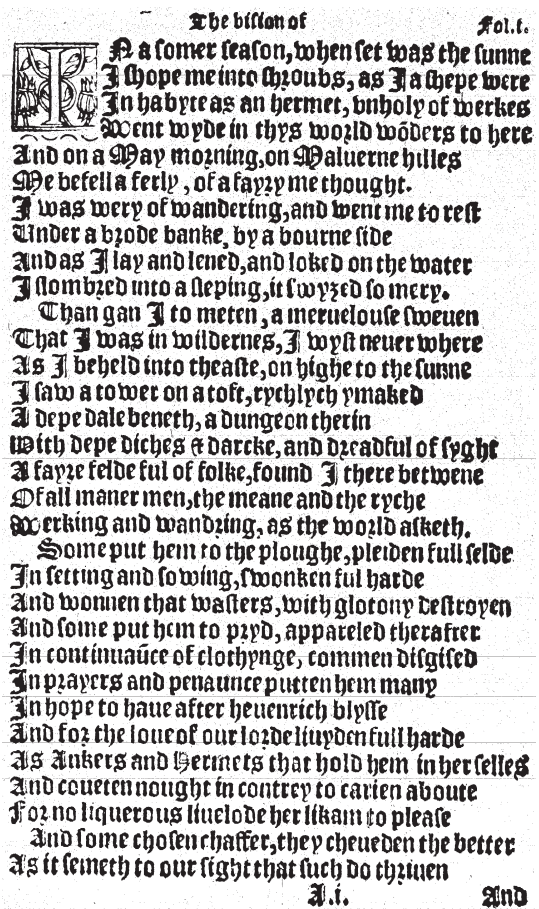 The vision of Fol.i.
IN a somer season, when set was the sunne
I shope me into shroubs, as I a shepe were
In habyte as an hermet, vnholy of werkes
Went wyde in thys world wõders to here
And on a May morning, on Maluerne hilles
Me befell a ferly, of a fayry me thought.
I was wery of wandering, and went me to rest
Under a brode banke, by a bourne side
And as I lay and lened, and loked on the water
I slombred into a sleping, it swyzed so mery.
Than gan I to meten, a meruelouse sweuen
That I was in wildernes, I wyst neuer where
As I beheld into theaste, on highe to the sunne
I saw a tower on a toft, rychlych ymaked
A depe dale beneth, a dungeon therin
With depe diches & darcke, and dreadful of syght
A fayre felde ful of folke, found I there betwene
Of all maner men, the meane and the ryche
Werking and wandring, as the world asketh.
Some put hem to the ploughe, pleiden full selde
In setting and sowing, swonken ful harde
And wonnen that wasters, with glotony destroyen
And some put hem to pryd, appareled therafter
In continuaũce of clothynge, commen disgised
In prayers and penaunce putten hem many
In hope to haue after heuenrich blysse
And for the loue of our lorde liuyden full harde
As Ankers and Hermets that hold hem in her selles
And coueten nought in contrey to carien aboute
For no liquerous liuelode her likam to please
And some chosen chaffer, they cheueden the better
As it semeth to our sight that such do thriuen
A.i. And